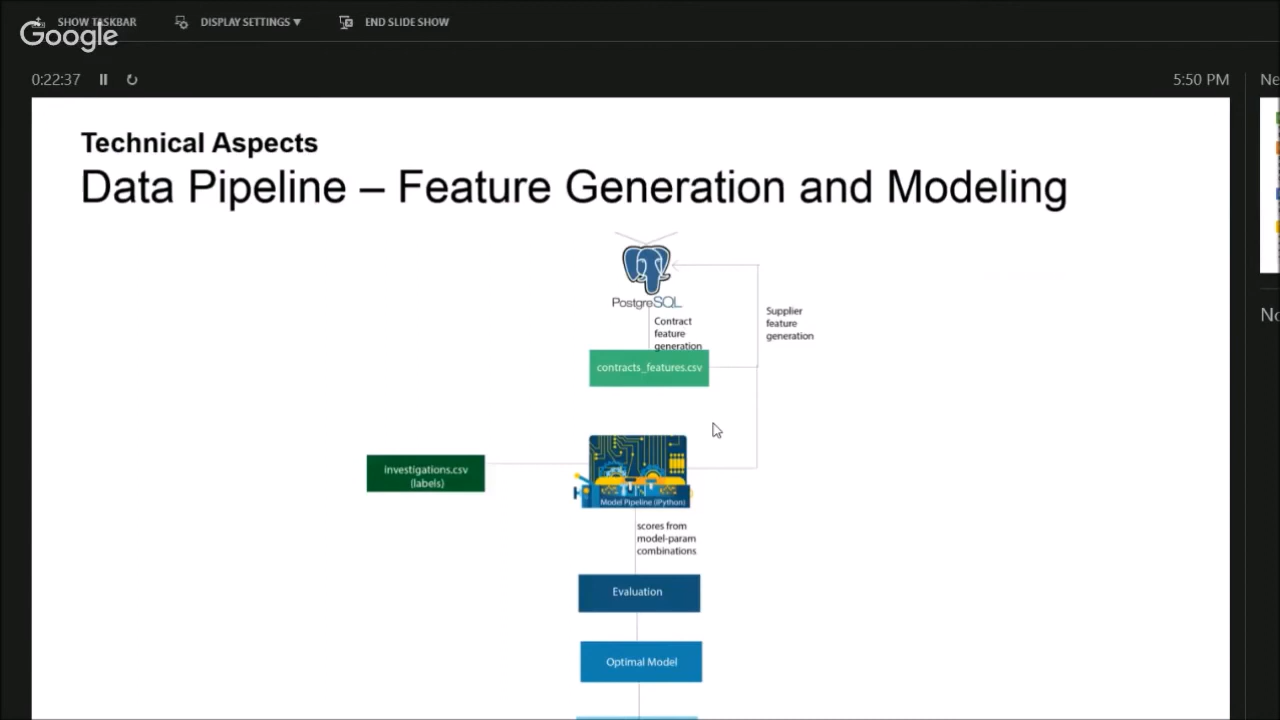 SHOW TASKBAR
DISPLAY SETTINGS ▼
END SLIDE SHOW
Google
0:22:37
5:50 PM
Ne
Technical Aspects
Data Pipeline – Feature Generation and Modeling
PostgreSQL
Contract
feature
generation
Supplier
feature
generation
contracts_features.csv
investigations.csv
(labels)
Model Pipeline (iPython)
scores from
model-param
combinations
Evaluation
Optimal Model
No